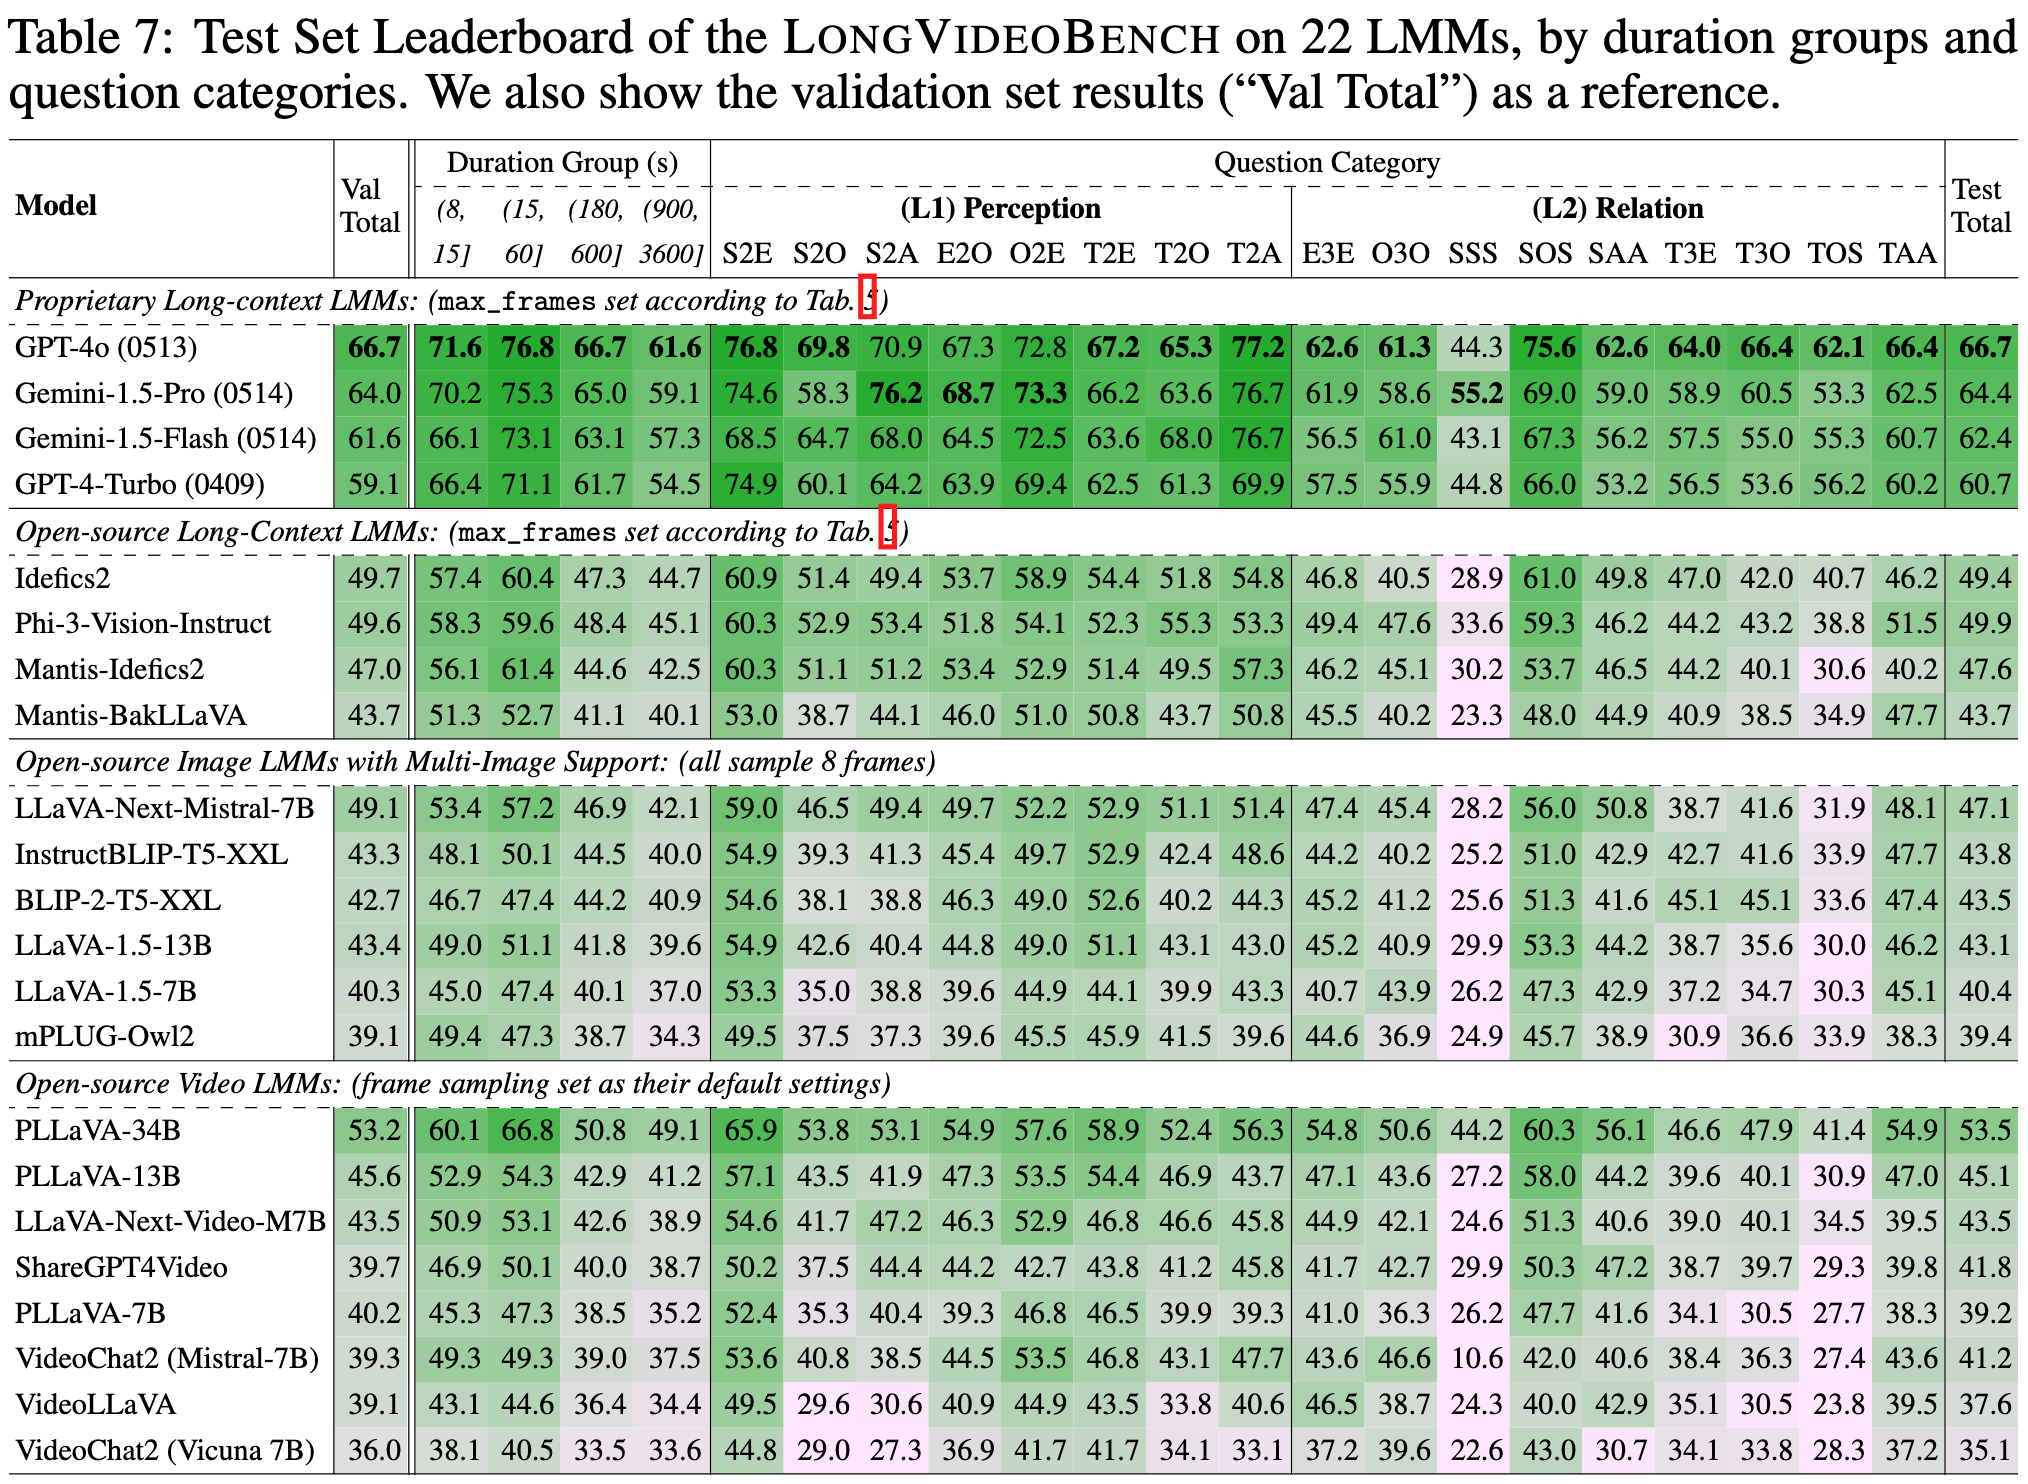 Table 7: Test Set Leaderboard of the LONGVIDEOBENCH on 22 LMMs, by duration groups and
question categories. We also show the validation set results (“Val Total”) as a reference.
Model Val Total Duration Group (s) Question Category Test Total
(L1) Perception (L2) Relation
(8, 15] (15, 60] (180, 600] (900, 3600] S2E S2O S2A E2O O2E T2E T2O T2A E3E O3O SSS SOS SAA T3E T3O TOS TAA
Proprietary Long-context LMMs: (max_frames set according to Tab. 5)
GPT-4o (0513) 66.7 71.6 76.8 66.7 61.6 76.8 69.8 70.9 67.3 72.8 67.2 65.3 77.2 62.6 61.3 44.3 75.6 62.6 64.0 66.4 62.1 66.4 66.7
Gemini-1.5-Pro (0514) 64.0 70.2 75.3 65.0 59.1 74.6 58.3 76.2 68.7 73.3 66.2 63.6 76.7 61.9 58.6 55.2 69.0 59.0 58.9 60.5 53.3 62.5 64.4
Gemini-1.5-Flash (0514) 61.6 66.1 73.1 63.1 57.3 68.5 64.7 68.0 64.5 72.5 63.6 68.0 76.7 56.5 61.0 43.1 67.3 56.2 57.5 55.0 55.3 60.7 62.4
GPT-4-Turbo (0409) 59.1 66.4 71.1 61.7 54.5 74.9 60.1 64.2 63.9 69.4 62.5 61.3 69.9 57.5 55.9 44.8 66.0 53.2 56.5 53.6 56.2 60.2 60.7
Open-source Long-Context LMMs: (max_frames set according to Tab. 5)
Idefics2 49.7 57.4 60.4 47.3 44.7 60.9 51.4 49.4 53.7 58.9 54.4 51.8 54.8 46.8 40.5 28.9 61.0 49.8 47.0 42.0 40.7 46.2 49.4
Phi-3-Vision-Instruct 49.6 58.3 59.6 48.4 45.1 60.3 52.9 53.4 51.8 54.1 52.3 55.3 53.3 49.4 47.6 33.6 59.3 46.2 44.2 43.2 38.8 51.5 49.9
Mantis-Idefics2 47.0 56.1 61.4 44.6 42.5 60.3 51.1 51.2 53.4 52.9 51.4 49.5 57.3 46.2 45.1 30.2 53.7 46.5 44.2 40.1 30.6 40.2 47.6
Mantis-BakLLaVA 43.7 51.3 52.7 41.1 40.1 53.0 38.7 44.1 46.0 51.0 50.8 43.7 50.8 45.5 40.2 23.3 48.0 44.9 40.9 38.5 34.9 47.7 43.7
Open-source Image LMMs with Multi-Image Support: (all sample 8 frames)
LLaVA-Next-Mistral-7B 49.1 53.4 57.2 46.9 42.1 59.0 46.5 49.4 49.7 52.2 52.9 51.1 51.4 47.4 45.4 28.2 56.0 50.8 38.7 41.6 31.9 48.1 47.1
InstructBLIP-T5-XXL 43.3 48.1 50.1 44.5 40.0 54.9 39.3 41.3 45.4 49.7 52.9 42.4 48.6 44.2 40.2 25.2 51.0 42.9 42.7 41.6 33.9 47.7 43.8
BLIP-2-T5-XXL 42.7 46.7 47.4 44.2 40.9 54.6 38.1 38.8 46.3 49.0 52.6 40.2 44.3 45.2 41.2 25.6 51.3 41.6 45.1 45.1 33.6 47.4 43.5
LLaVA-1.5-13B 43.4 49.0 51.1 41.8 39.6 54.9 42.6 40.4 44.8 49.0 51.1 43.1 43.0 45.2 40.9 29.9 53.3 44.2 38.7 35.6 30.0 46.2 43.1
LLaVA-1.5-7B 40.3 45.0 47.4 40.1 37.0 53.3 35.0 38.8 39.6 44.9 44.1 39.9 43.3 40.7 43.9 26.2 47.3 42.9 37.2 34.7 30.3 45.1 40.4
mPLUG-Owl2 39.1 49.4 47.3 38.7 34.3 49.5 37.5 37.3 39.6 45.5 45.9 41.5 39.6 44.6 36.9 24.9 45.7 38.9 30.9 36.6 33.9 38.3 39.4
Open-source Video LMMs: (frame sampling set as their default settings)
PLLaVA-34B 53.2 60.1 66.8 50.8 49.1 65.9 53.8 53.1 54.9 57.6 58.9 52.4 56.3 54.8 50.6 44.2 60.3 56.1 46.6 47.9 41.4 54.9 53.5
PLLaVA-13B 45.6 52.9 54.3 42.9 41.2 57.1 43.5 41.9 47.3 53.5 54.4 46.9 43.7 47.1 43.6 27.2 58.0 44.2 39.6 40.1 30.9 47.0 45.1
LLaVA-Next-Video-M7B 43.5 50.9 53.1 42.6 38.9 54.6 41.7 47.2 46.3 52.9 46.8 46.6 45.8 44.9 42.1 24.6 51.3 40.6 39.0 40.1 34.5 39.5 43.5
ShareGPT4Video 39.7 46.9 50.1 40.0 38.7 50.2 37.5 44.4 44.2 42.7 43.8 41.2 45.8 41.7 42.7 29.9 50.3 47.2 38.7 39.7 29.3 39.8 41.8
PLLaVA-7B 40.2 45.3 47.3 38.5 35.2 52.4 35.3 40.4 39.3 46.8 46.5 39.9 39.3 41.0 36.3 26.2 47.7 41.6 34.1 30.5 27.7 38.3 39.2
VideoChat2 (Mistral-7B) 39.3 49.3 49.3 39.0 37.5 53.6 40.8 38.5 44.5 53.5 46.8 43.1 47.7 43.6 46.6 10.6 42.0 40.6 38.4 36.3 27.4 43.6 41.2
VideoLLaVA 39.1 43.1 44.6 36.4 34.4 49.5 29.6 30.6 40.9 44.9 43.5 33.8 40.6 46.5 38.7 24.3 40.0 42.9 35.1 30.5 23.8 39.5 37.6
VideoChat2 (Vicuna 7B) 36.0 38.1 40.5 33.5 33.6 44.8 29.0 27.3 36.9 41.7 41.7 34.1 33.1 37.2 39.6 22.6 43.0 30.7 34.1 33.8 28.3 37.2 35.1